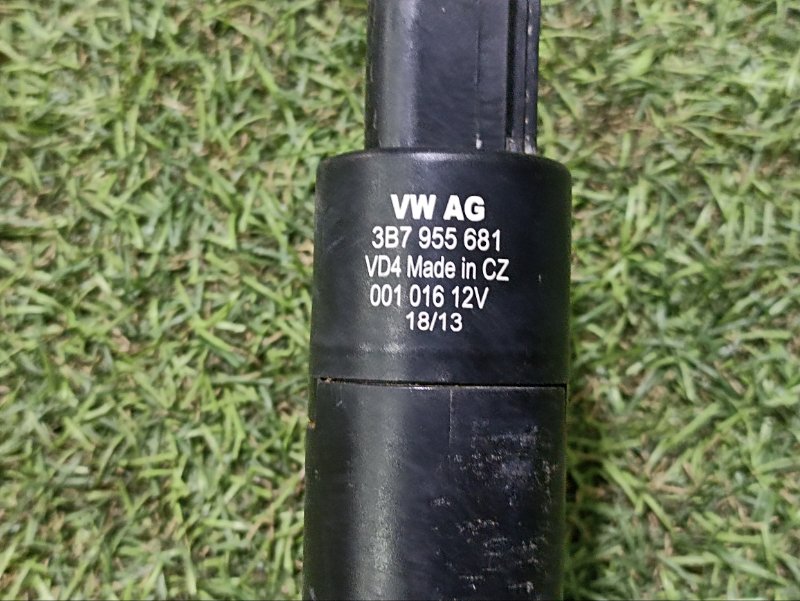 VW AG
3B7 955 681
VD4 Made in CZ
001 016 12V
18/13